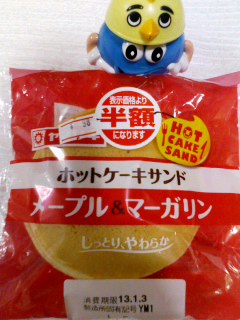 表示価格より
半額
になります
HOT
CAKE
SAND
ホットケーキサンド
メープル&マーガリン
しっとり、やわらか
消費期限 13.1.3
製造所固有記号 YM1